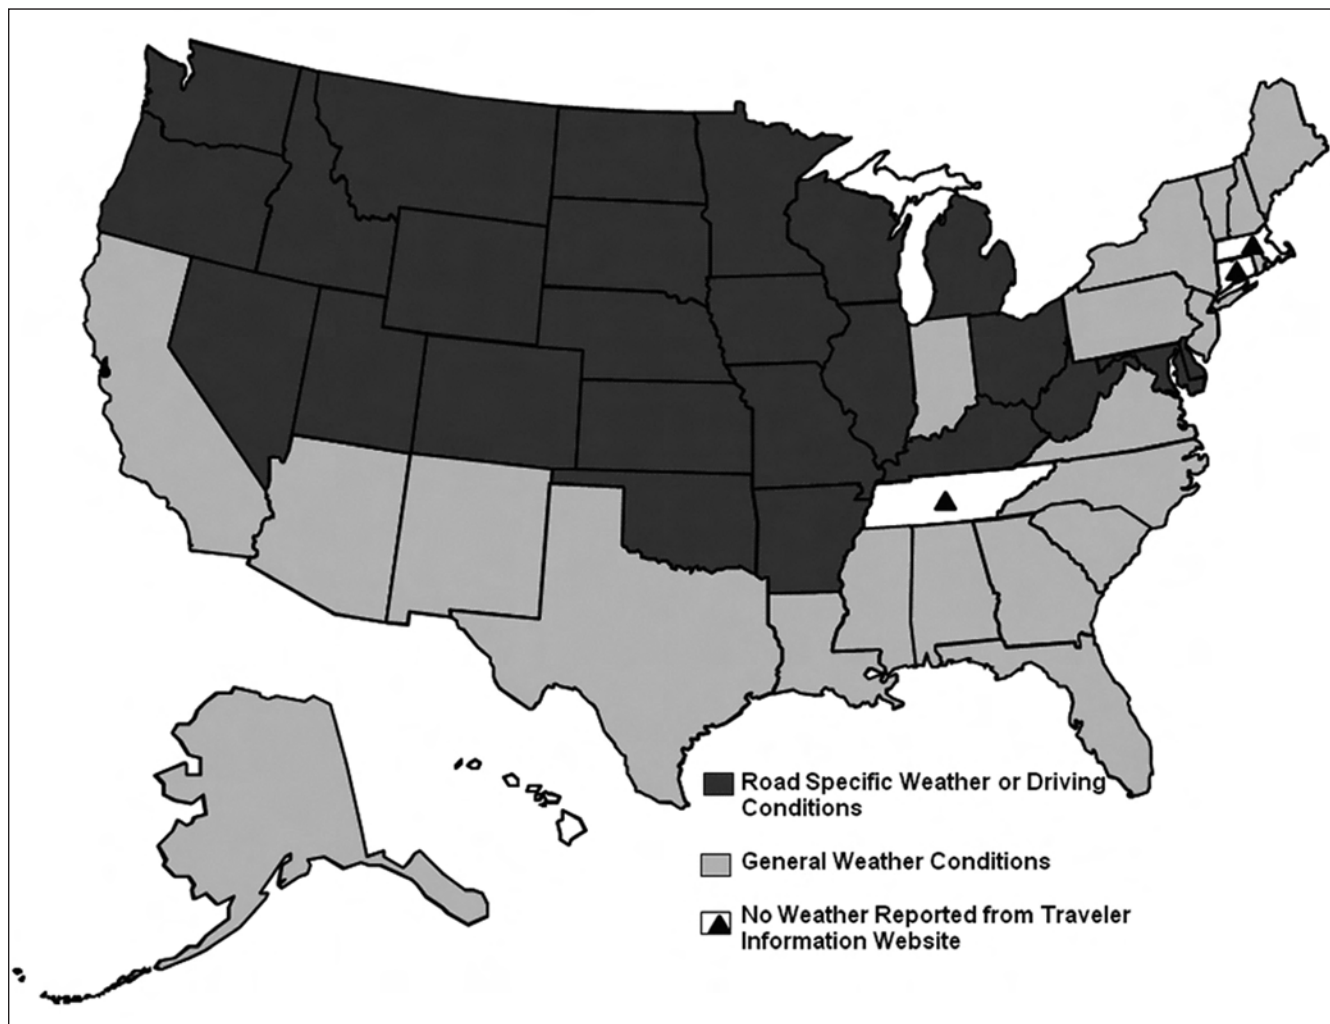 Road Specific Weather or Driving
Conditions
General Weather Conditions
No Weather Reported from Traveler
Information Website